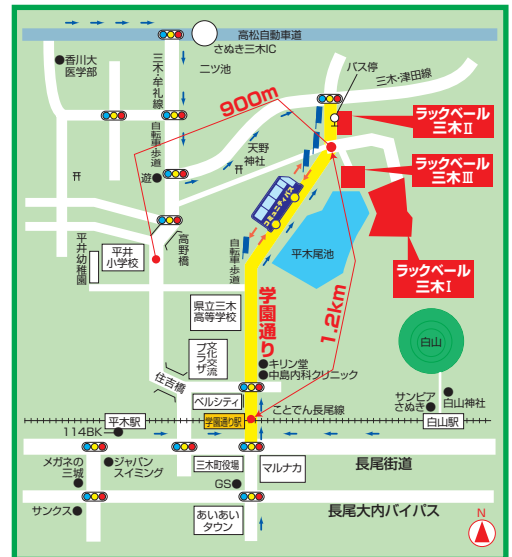 高松自動車道
さぬき三木IC
香川大
医学部
三木・牟礼線
二ツ池
バス停
三木・津田線
900m
ラックベール
三木Ⅱ
自転車歩道
天野
神社
遊
ラックベール
三木Ⅲ
コミュニティバス
高野橋
平井
小学校
平井幼稚園
自転車歩道
平木尾池
ラックベール
三木Ⅰ
県立三木
高等学校
学園通り
1.2km
文化交流
プラザ
白山
住吉橋
キリン堂
中島内科クリニック
ベルシティ
サンピア
さぬき
白山神社
ことでん長尾線
平木駅
学園通り駅
白山駅
114BK
長尾街道
メガネの
三城
ジャパン
スイミング
三木町役場
マルナカ
GS
サンクス
あいあい
タウン
長尾大内バイパス
N